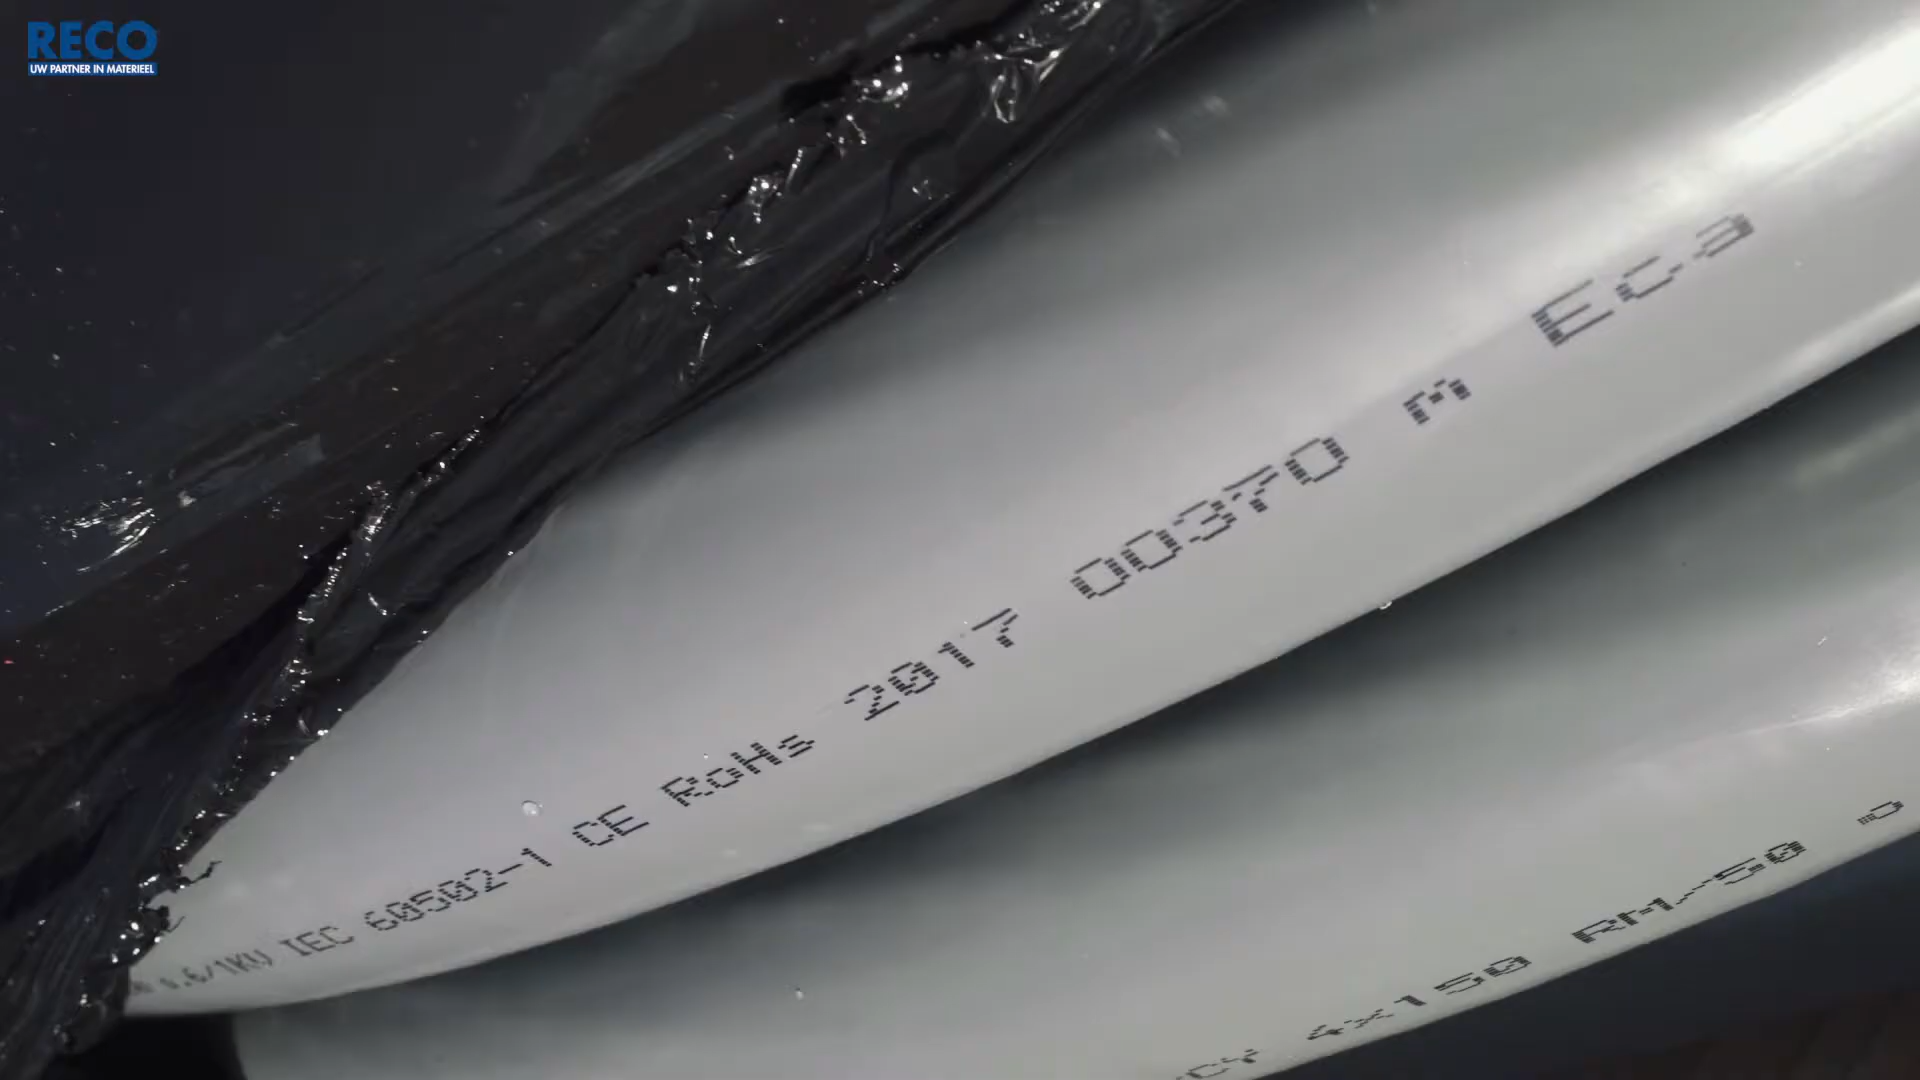 RECO
UW PARTNER IN MATERIEEL
0.6/1KV IEC 60502-1 CE RoHs 2017 00370 m Eca
CY 4x150 RM/50